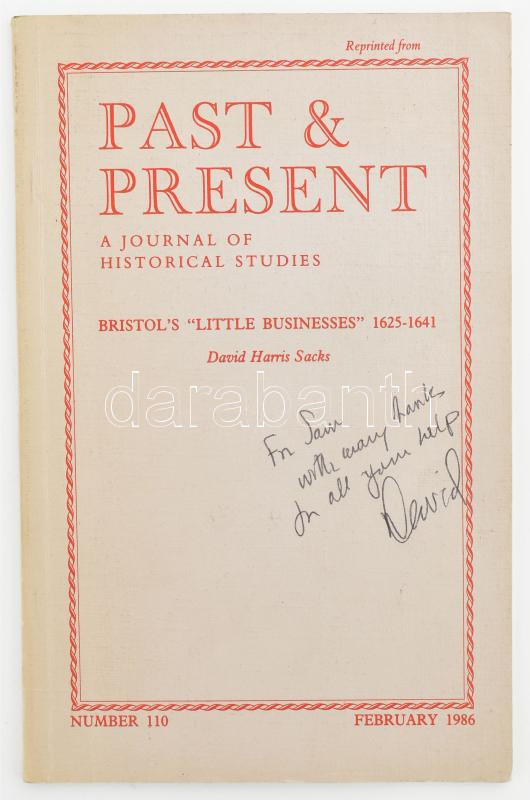 Reprinted from
PAST &
PRESENT
A JOURNAL OF
HISTORICAL STUDIES
BRISTOL'S "LITTLE BUSINESSES" 1625-1641
David Harris Sacks
darabanth
For Sam
with many thanks
for all your help
David
NUMBER 110
FEBRUARY 1986